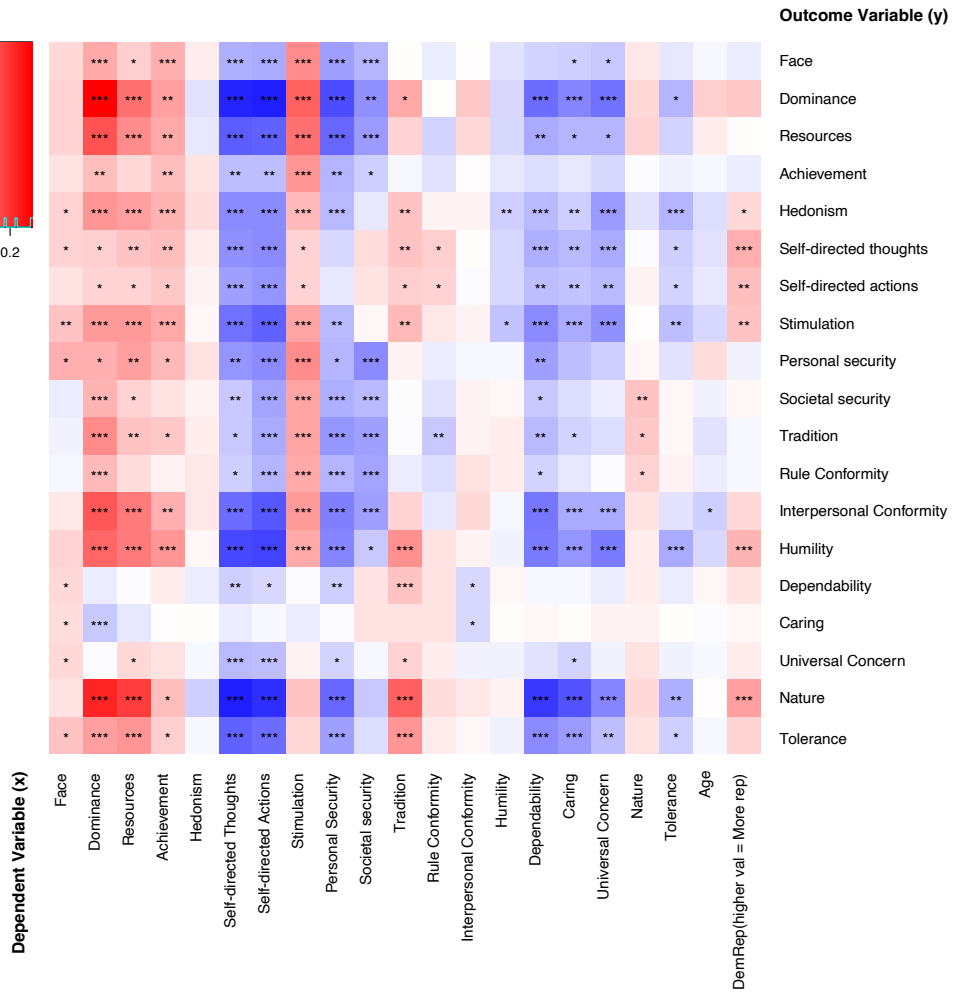 Outcome Variable (y)
*** * *** *** *** *** *** *** * * Face
*** *** ** *** *** *** *** ** * *** *** *** * Dominance
*** *** ** *** *** *** *** *** ** * * Resources
0.2
** ** ** ** *** ** * Achievement
* *** *** *** *** *** *** *** ** ** *** ** *** *** * Hedonism
* * ** ** *** *** * ** * *** ** *** * *** Self-directed thoughts
* * * *** *** * * * ** ** ** * ** Self-directed actions
** *** *** *** *** *** *** ** ** * *** *** *** ** ** Stimulation
* * ** * ** *** *** * *** ** Personal security
*** * ** *** *** *** *** * ** Societal security
*** ** * * *** *** *** *** ** ** * * Tradition
*** * *** *** *** *** * * Rule Conformity
*** *** ** *** *** *** *** *** *** *** *** * Interpersonal Conformity
*** *** *** *** *** *** *** * *** *** *** *** *** *** Humility
* ** * ** *** * Dependability
* *** * Caring
* * *** *** * * * Universal Concern
*** *** * *** *** *** *** *** *** *** ** *** Nature
* *** *** * *** *** *** *** *** *** ** * Tolerance
Dependent Variable (x)
Face
Dominance
Resources
Achievement
Hedonism
Self-directed Thoughts
Self-directed Actions
Stimulation
Personal Security
Societal security
Tradition
Rule Conformity
Interpersonal Conformity
Humility
Dependability
Caring
Universal Concern
Nature
Tolerance
Age
DemRep(higher val = More rep)